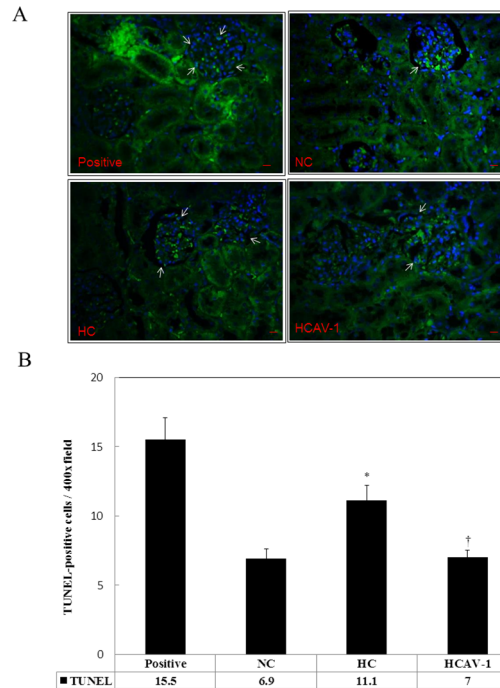 A
Positive
NC
HC
HCAV-1
B
TUNEL-positive cells / 400x field
20
15
10
5
0
*
†
Positive NC HC HCAV-1
■ TUNEL 15.5 6.9 11.1 7